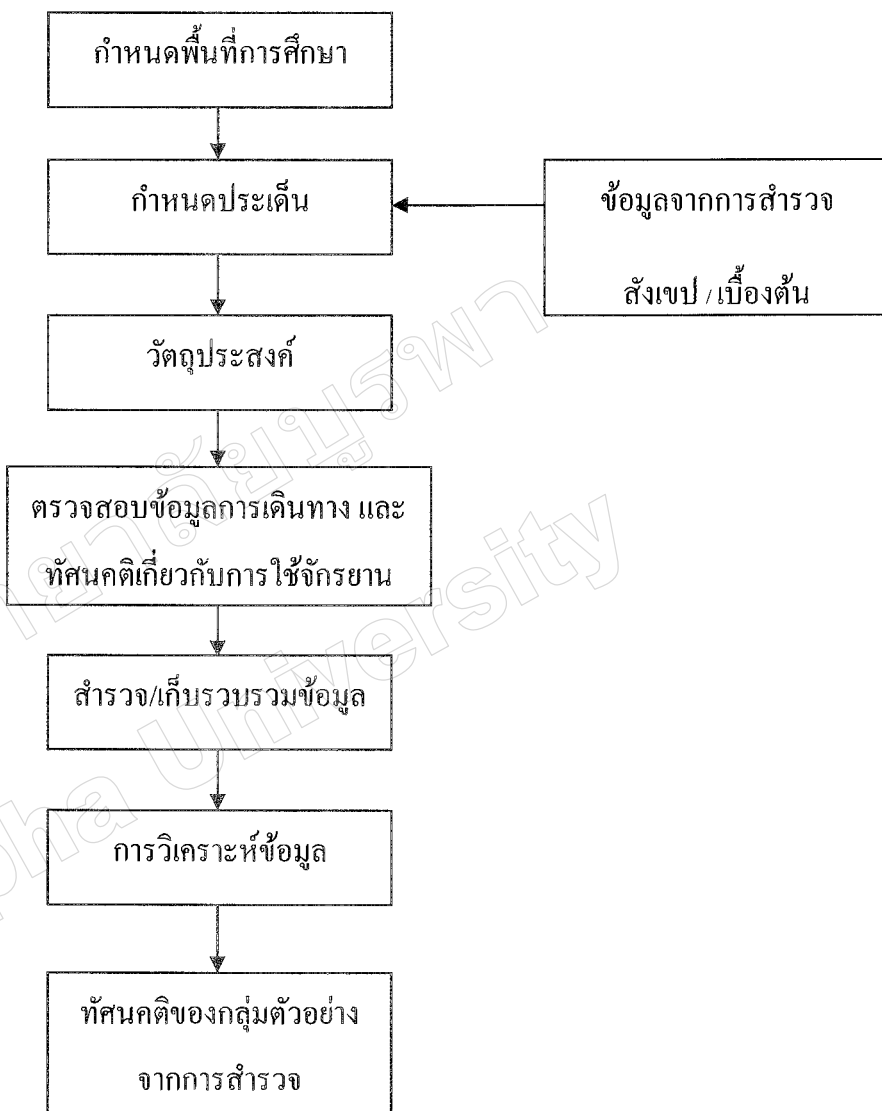 กำหนดพื้นที่การศึกษา
กำหนดประเด็น
ข้อมูลจากการสำรวจ
สังเขป / เบื้องต้น
วัตถุประสงค์
ตรวจสอบข้อมูลการเดินทาง และ
ทัศนคติเกี่ยวกับการใช้จักรยาน
สำรวจ/เก็บรวบรวมข้อมูล
การวิเคราะห์ข้อมูล
ทัศนคติของกลุ่มตัวอย่าง
จากการสำรวจ
University